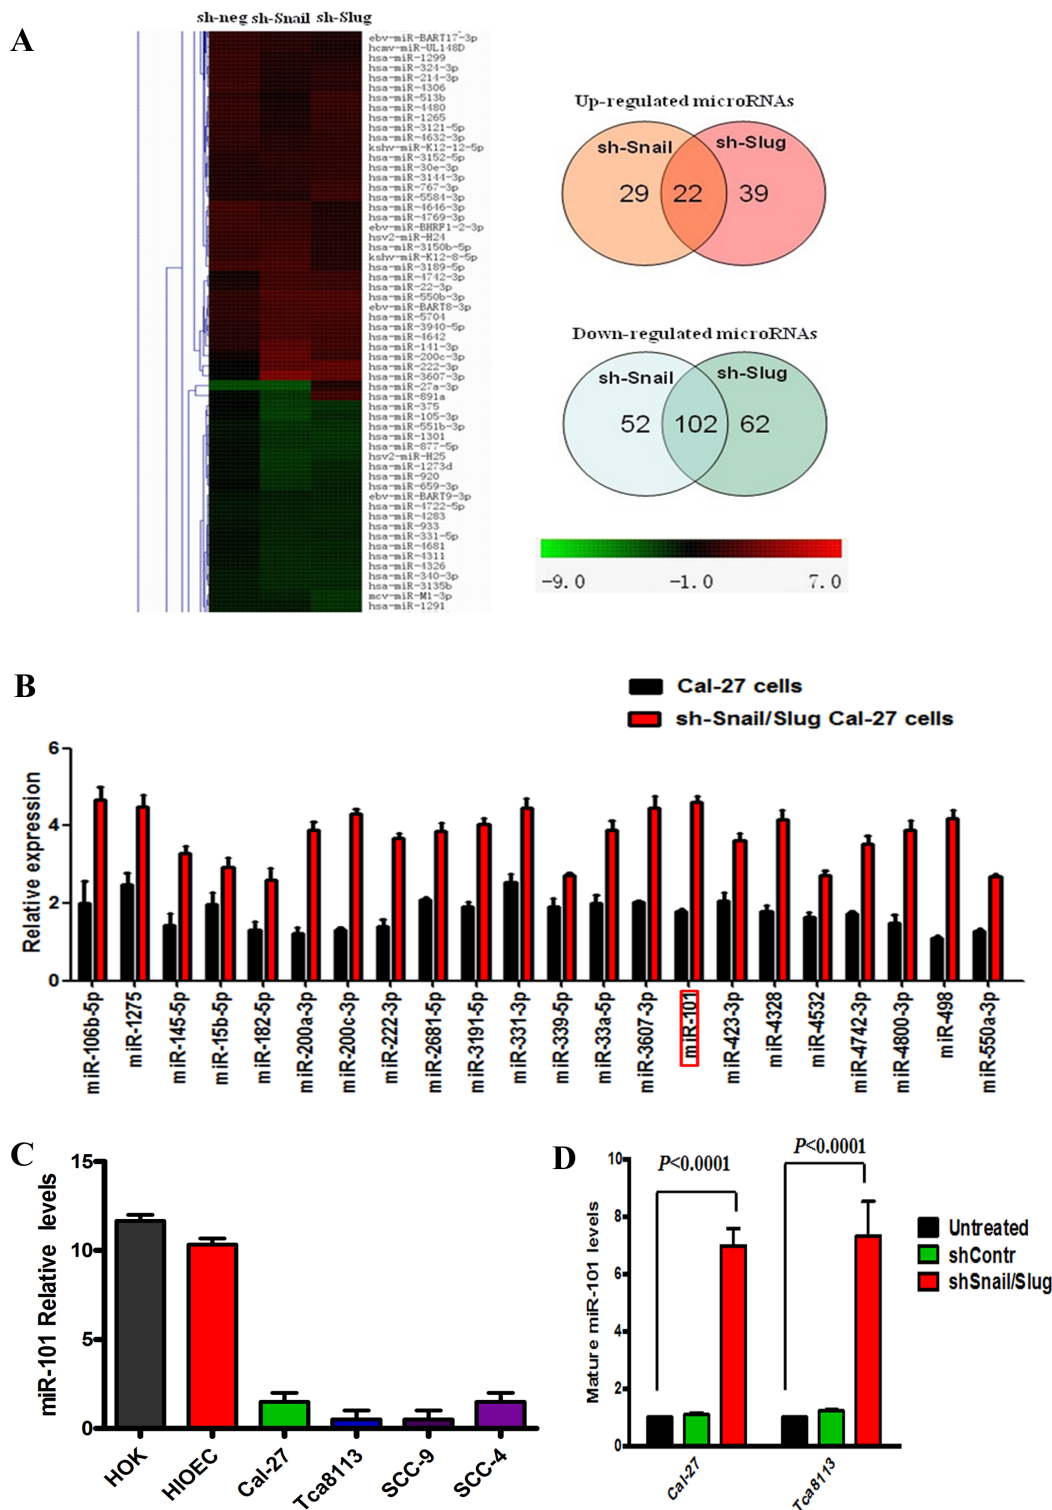 A
sh-neg sh-Snail sh-Slug
ebv-miR-BART17-3p
hcmv-miR-UL148D
hsa-miR-1299
hsa-miR-324-3p
hsa-miR-214-3p
hsa-miR-4306
hsa-miR-513b
hsa-miR-4480
hsa-miR-1265
hsa-miR-3121-5p
hsa-miR-4632-3p
kshv-miR-K12-12-5p
hsa-miR-3152-5p
hsa-miR-30e-3p
hsa-miR-3144-3p
hsa-miR-767-3p
hsa-miR-5584-3p
hsa-miR-4646-3p
hsa-miR-4769-3p
ebv-miR-BHRF1-2-3p
hsv2-miR-H24
hsa-miR-3150b-5p
kshv-miR-K12-8-5p
hsa-miR-3189-5p
hsa-miR-4742-3p
hsa-miR-22-3p
hsa-miR-550b-3p
ebv-miR-BART8-3p
hsa-miR-5704
hsa-miR-3940-5p
hsa-miR-4642
hsa-miR-141-3p
hsa-miR-200c-3p
hsa-miR-222-3p
hsa-miR-3607-3p
hsa-miR-27a-3p
hsa-miR-891a
hsa-miR-375
hsa-miR-105-3p
hsa-miR-551b-3p
hsa-miR-1301
hsa-miR-877-5p
hsv2-miR-H25
hsa-miR-1273d
hsa-miR-920
hsa-miR-659-3p
ebv-miR-BART9-3p
hsa-miR-4722-5p
hsa-miR-4283
hsa-miR-933
hsa-miR-331-5p
hsa-miR-4681
hsa-miR-4311
hsa-miR-4326
hsa-miR-340-3p
hsa-miR-3135b
mcv-miR-M1-3p
hsa-miR-1291
Up-regulated microRNAs
sh-Snail sh-Slug
29 22 39
Down-regulated microRNAs
sh-Snail sh-Slug
52 102 62
-9.0 -1.0 7.0
B
Cal-27 cells
sh-Snail/Slug Cal-27 cells
Relative expression
6
4
2
0
miR-106b-5p
miR-1275
miR-145-5p
miR-15b-5p
miR-182-5p
miR-200a-3p
miR-200c-3p
miR-222-3p
miR-2681-5p
miR-3191-5p
miR-331-3p
miR-339-5p
miR-33a-5p
miR-3607-3p
miR-101
miR-423-3p
miR-4328
miR-4532
miR-4742-3p
miR-4800-3p
miR-498
miR-550a-3p
C
miR-101 Relative levels
15
10
5
0
HOK
HIOEC
Cal-27
Tca8113
SCC-9
SCC-4
D
Mature miR-101 levels
10
8
6
4
2
0
P<0.0001
P<0.0001
Cal-27
Tca8113
Untreated
shContr
shSnail/Slug